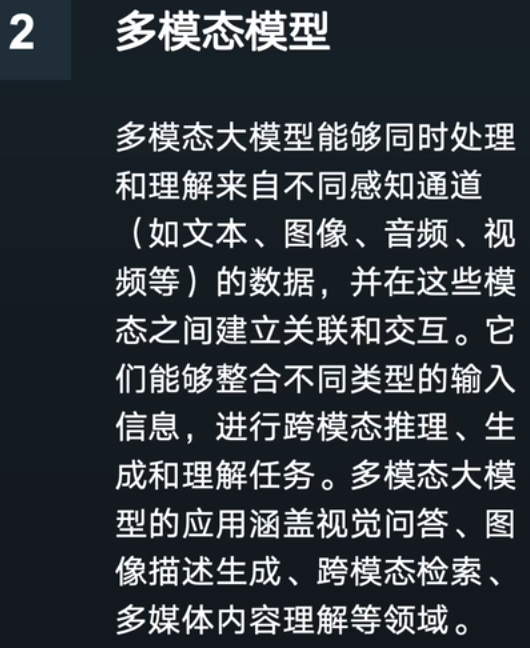 2
多模态模型
多模态大模型能够同时处理
和理解来自不同感知通道
（如文本、图像、音频、视
频等）的数据，并在这些模
态之间建立关联和交互。它
们能够整合不同类型的输入
信息，进行跨模态推理、生
成和理解任务。多模态大模
型的应用涵盖视觉问答、图
像描述生成、跨模态检索、
多媒体内容理解等领域。